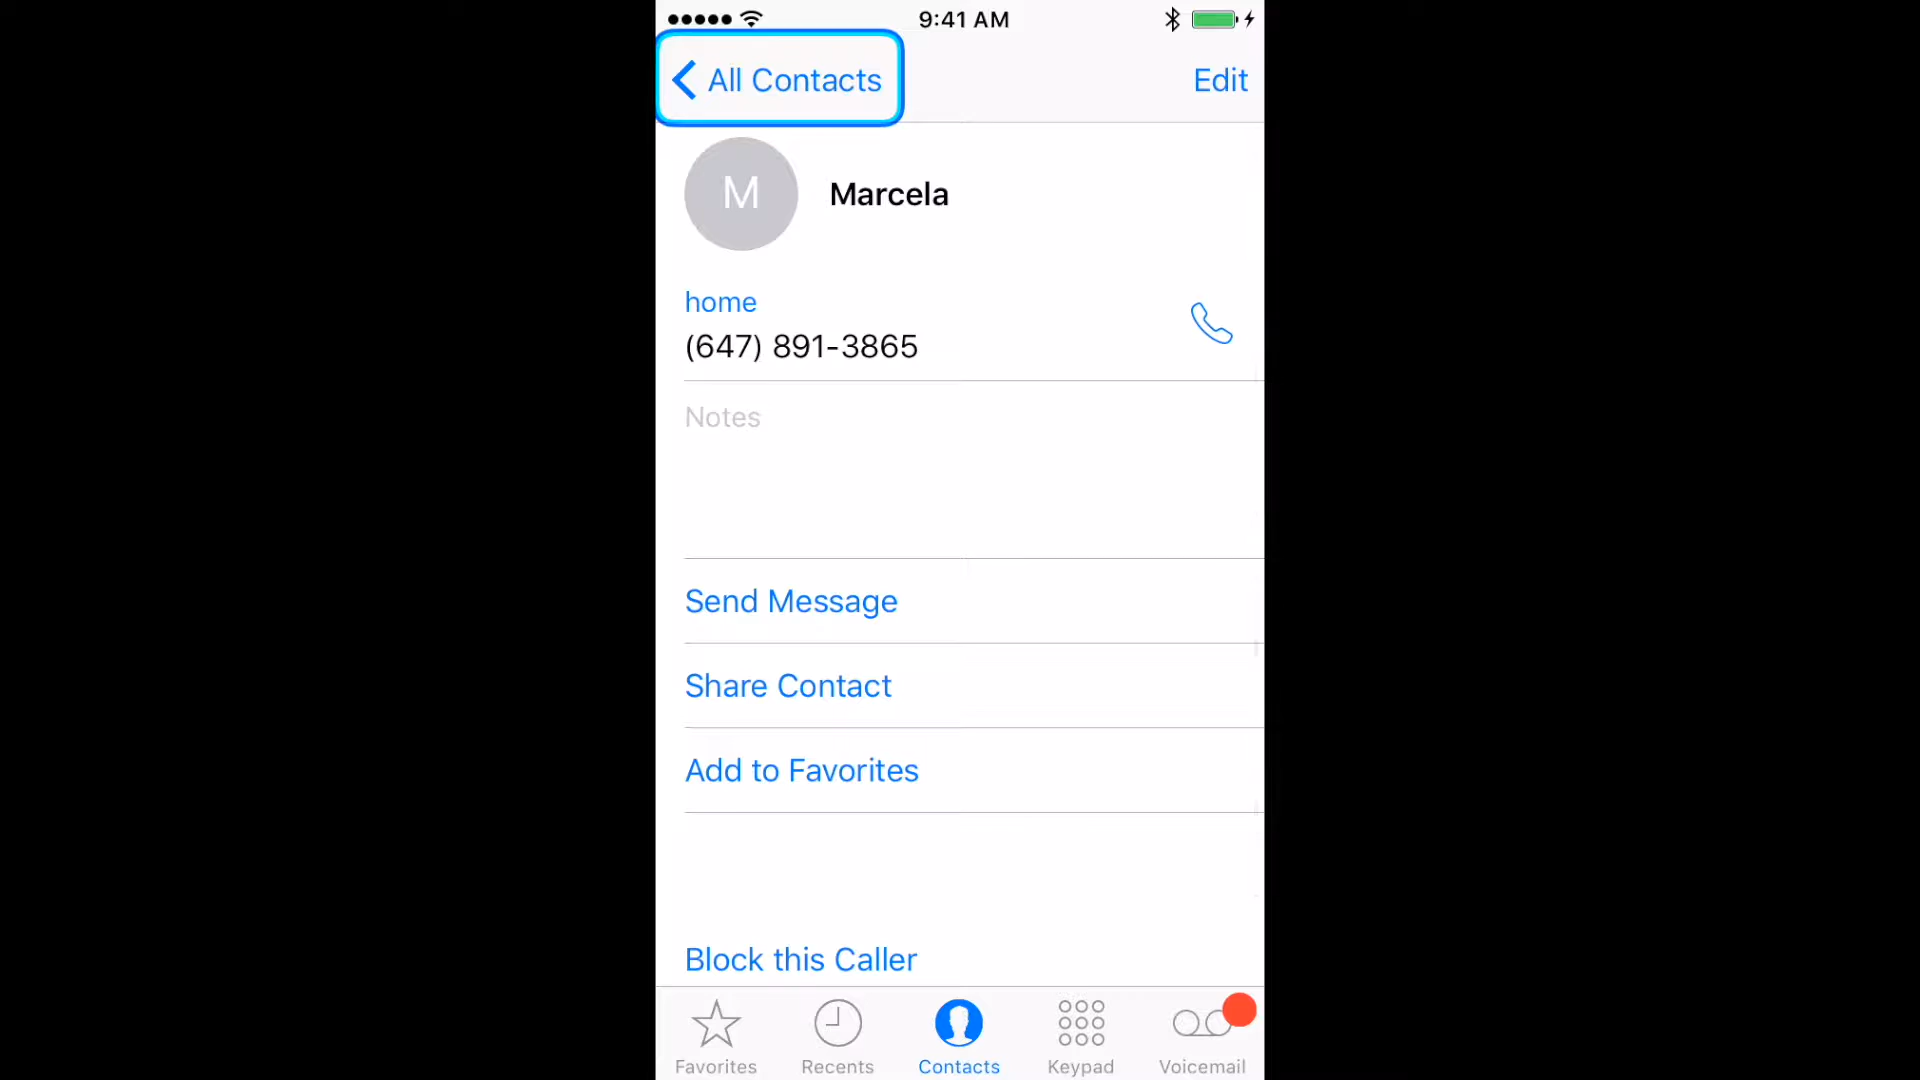 9:41 AM
All Contacts
Edit
M
Marcela
home
(647) 891-3865
Notes
Send Message
Share Contact
Add to Favorites
Block this Caller
Favorites
Recents
Contacts
Keypad
Voicemail